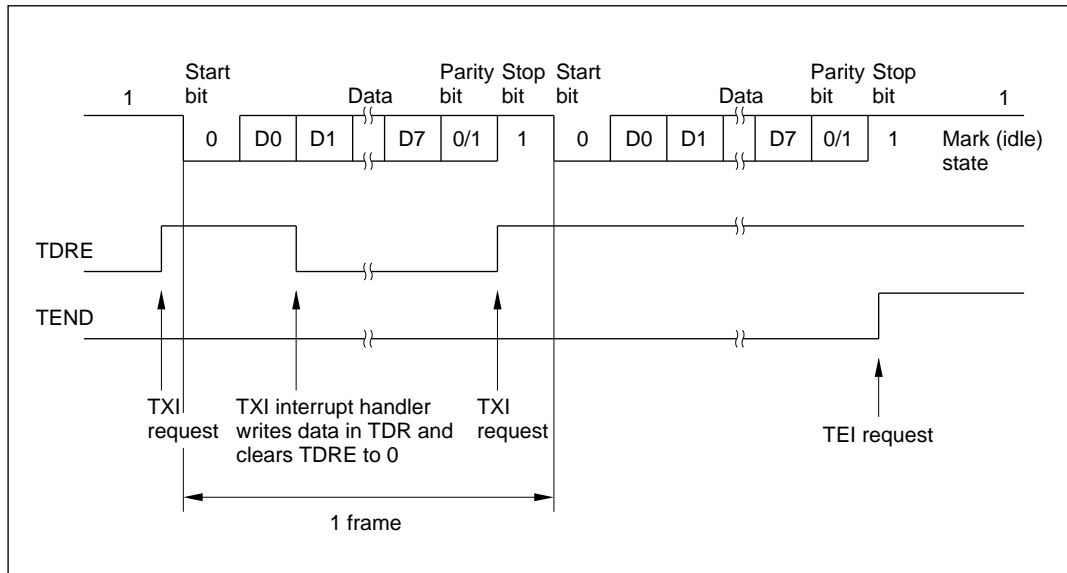 Start bit
Data
Parity bit
Stop bit
Start bit
Data
Parity bit
Stop bit
1
1
0
D0
D1
D7
0/1
1
0
D0
D1
D7
0/1
1
Mark (idle) state
TDRE
TEND
TXI request
TXI interrupt handler
writes data in TDR and
clears TDRE to 0
TXI request
TEI request
1 frame